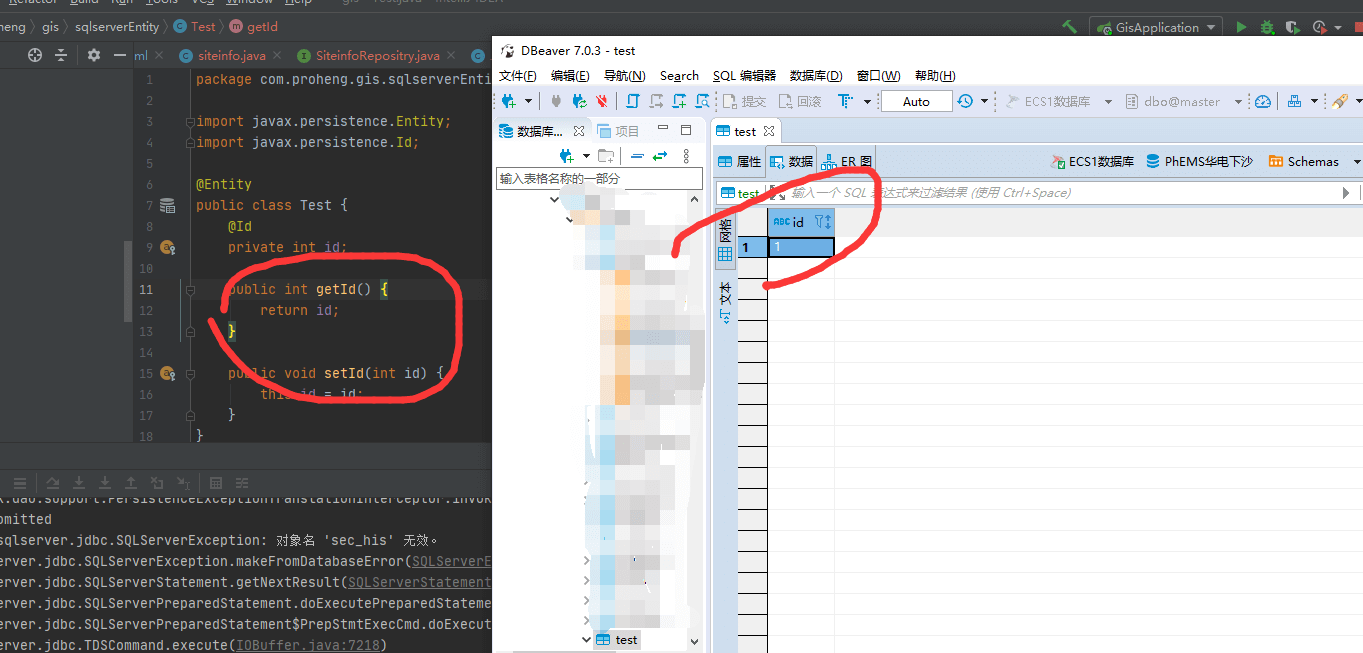 Refactor Build Run Tools VCS Window Help
heng gis sqlserverEntity Test getId
GisApplication
ml siteinfo.java SiteinfoRepositry.java
1 package com.proheng.gis.sqlserverEnti
2
3 import javax.persistence.Entity;
4 import javax.persistence.Id;
5
6 @Entity
7 public class Test {
8 @Id
9 private int id;
10
11 public int getId() {
12 return id;
13 }
14
15 public void setId(int id) {
16 this.id = id;
17 }
18 }
k.dao.support.PersistenceExceptionTranslationInterceptor.invok
omitted
sqlserver.jdbc.SQLServerException: 对象名 'sec_his' 无效。
erver.jdbc.SQLServerException.makeFromDatabaseError(SQLServerE
erver.jdbc.SQLServerStatement.getNextResult(SQLServerStatement
erver.jdbc.SQLServerPreparedStatement.doExecutePreparedStateme
erver.jdbc.SQLServerPreparedStatement$PrepStmtExecCmd.doExecut
erver.jdbc.TDSCommand.execute(IOBuffer.java:7218)
DBeaver 7.0.3 - test
文件(F) 编辑(E) 导航(N) Search SQL 编辑器 数据库(D) 窗口(W) 帮助(H)
提交 回滚 Auto ECS1数据库 dbo@master
数据库... 项目
输入表格名称的一部分
test
test
属性 数据 ER 图 ECS1数据库 PhEMS华电下沙 Schemas
test 输入一个 SQL 表达式来过滤结果 (使用 Ctrl+Space)
网格
文本
ABC id
1 1